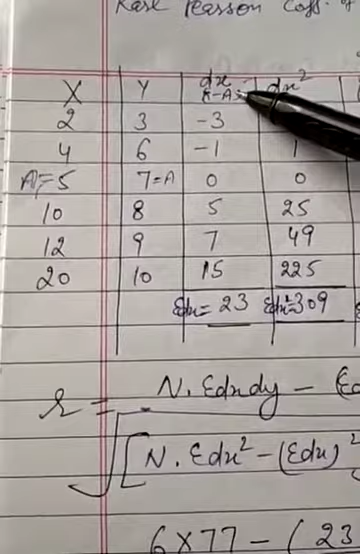 Karl Pearson Coff. of
X Y dx dx²
X-A=
2 3 -3
4 6 -1 1
A=5 7=A 0 0
10 8 5 25
12 9 7 49
20 10 15 225
Σdx= 23 Σdx²=309
r = N.Σdxdy - (Σd
√[N.Σdx²-(Σdx)²
6×77-(23